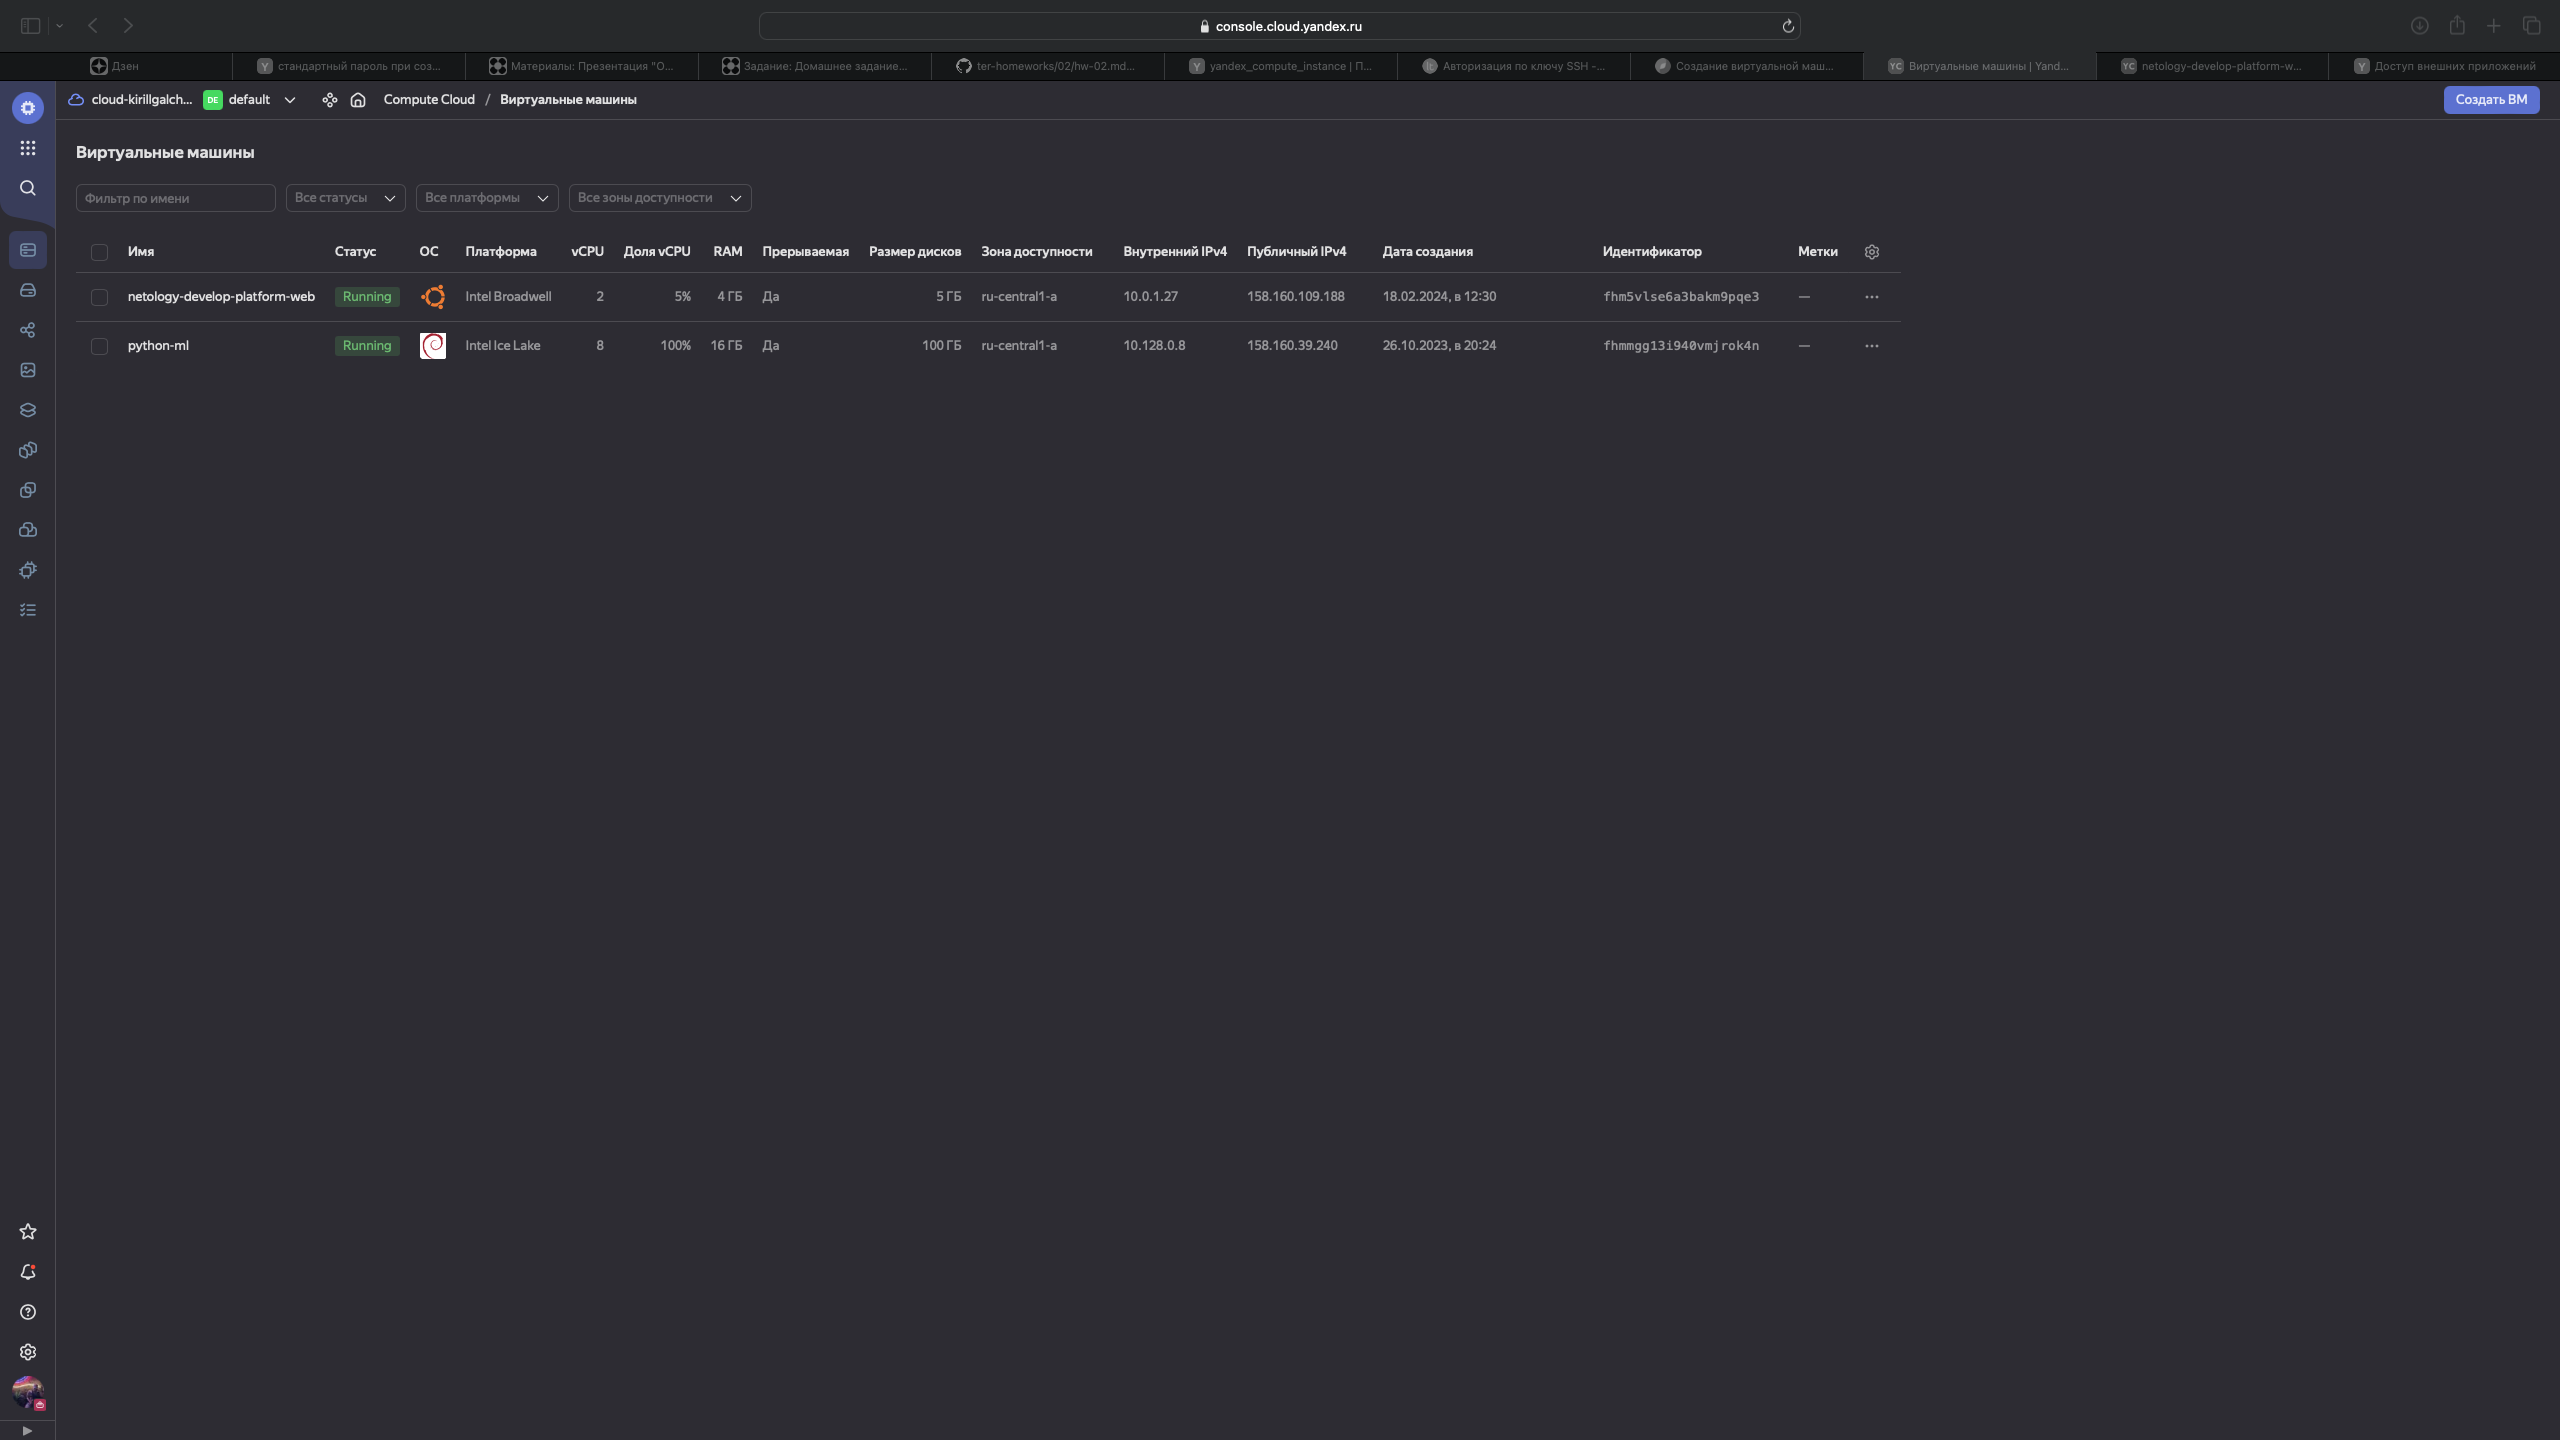 console.cloud.yandex.ru
Дзен
стандартный пароль при соз...
Материалы: Презентация "О...
Задание: Домашнее задание...
ter-homeworks/02/hw-02.md...
yandex_compute_instance | П...
Авторизация по ключу SSH -...
Создание виртуальной маш...
YC Виртуальные машины | Yand...
YC netology-develop-platform-w...
Доступ внешних приложений
cloud-kirillgalch... DE default Compute Cloud / Виртуальные машины Создать ВМ
Виртуальные машины
Фильтр по имени Все статусы Все платформы Все зоны доступности
Имя Статус ОС Платформа vCPU Доля vCPU RAM Прерываемая Размер дисков Зона доступности Внутренний IPv4 Публичный IPv4 Дата создания Идентификатор Метки
netology-develop-platform-web Running Intel Broadwell 2 5% 4 ГБ Да 5 ГБ ru-central1-a 10.0.1.27 158.160.109.188 18.02.2024, в 12:30 fhm5vlse6a3bakm9pqe3 —
python-ml Running Intel Ice Lake 8 100% 16 ГБ Да 100 ГБ ru-central1-a 10.128.0.8 158.160.39.240 26.10.2023, в 20:24 fhmmgg13i940vmjrok4n —